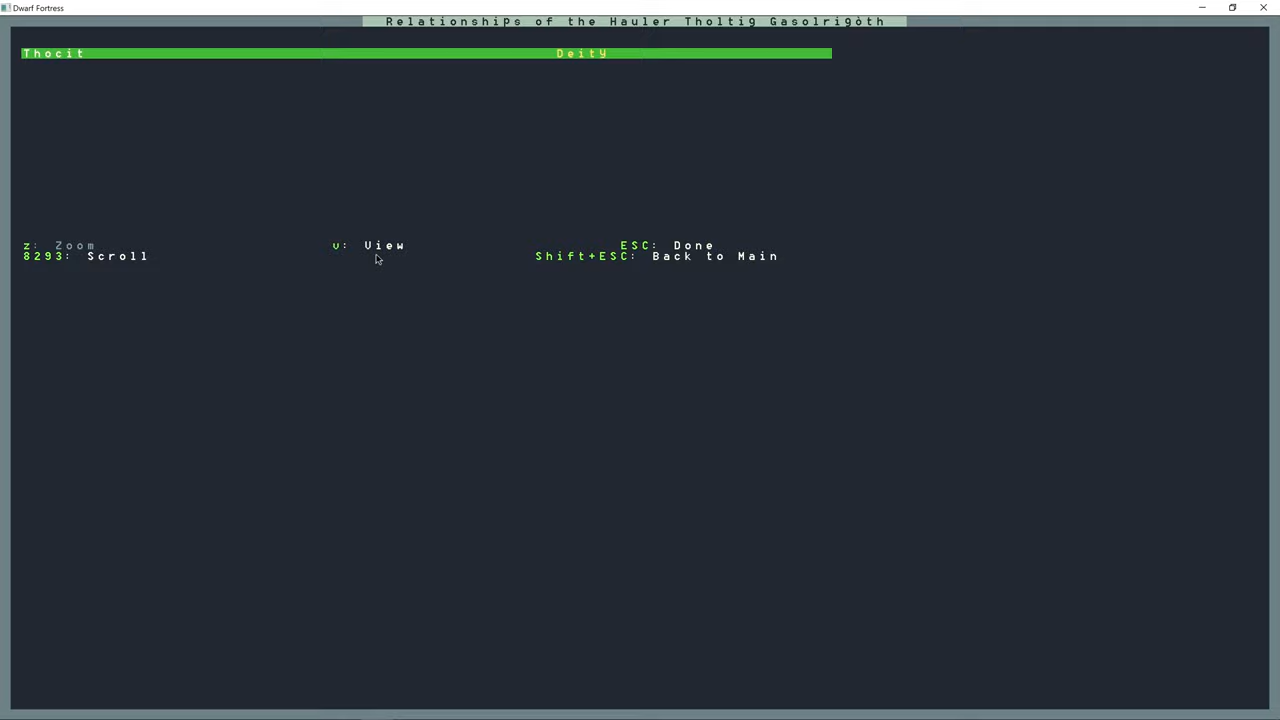 Dwarf Fortress
Relationships of the Hauler Tholtig Gasolrigòth
Thocit Deity
z: Zoom v: View ESC: Done
8293: Scroll Shift+ESC: Back to Main